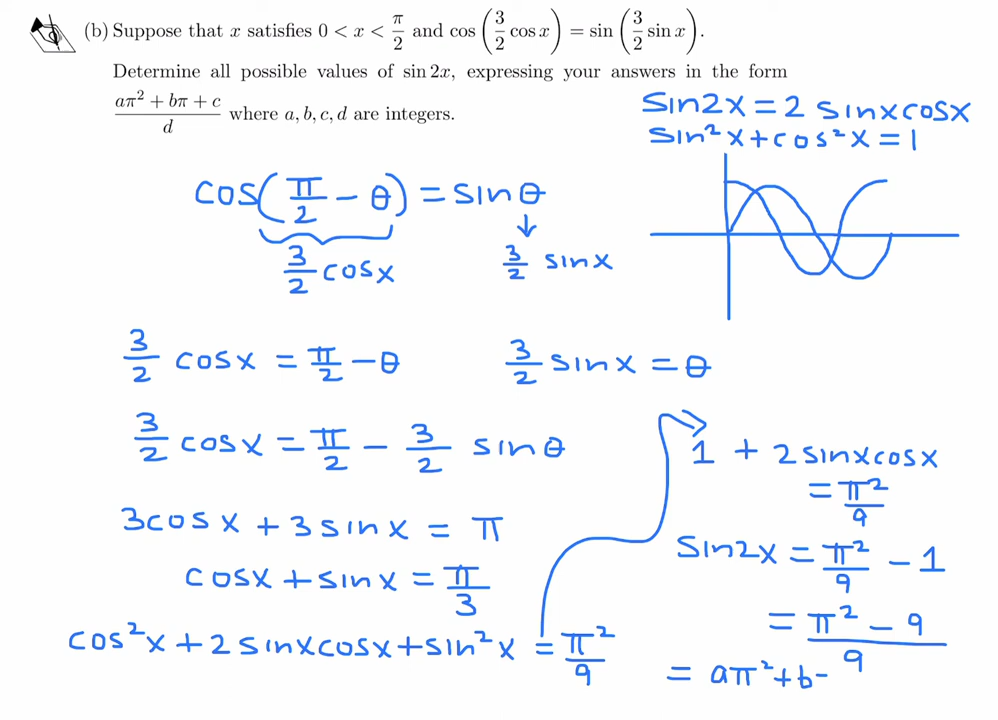 (b) Suppose that x satisfies 0 < x < π/2 and cos(3/2 cos x) = sin(3/2 sin x).
Determine all possible values of sin 2x, expressing your answers in the form
(aπ² + bπ + c)/d where a, b, c, d are integers.
sin2x = 2 sinxcosx
sin²x + cos²x = 1
cos(π/2 − θ) = sinθ
3/2 cosx
↓
3/2 sinx
3/2 cosx = π/2 − θ
3/2 sinx = θ
3/2 cosx = π/2 − 3/2 sinθ
3cosx + 3sinx = π
cosx + sinx = π/3
cos²x + 2sinxcosx + sin²x = π²/9
1 + 2sinxcosx
= π²/9
sin2x = π²/9 − 1
= (π² − 9)/9
= aπ² + b-